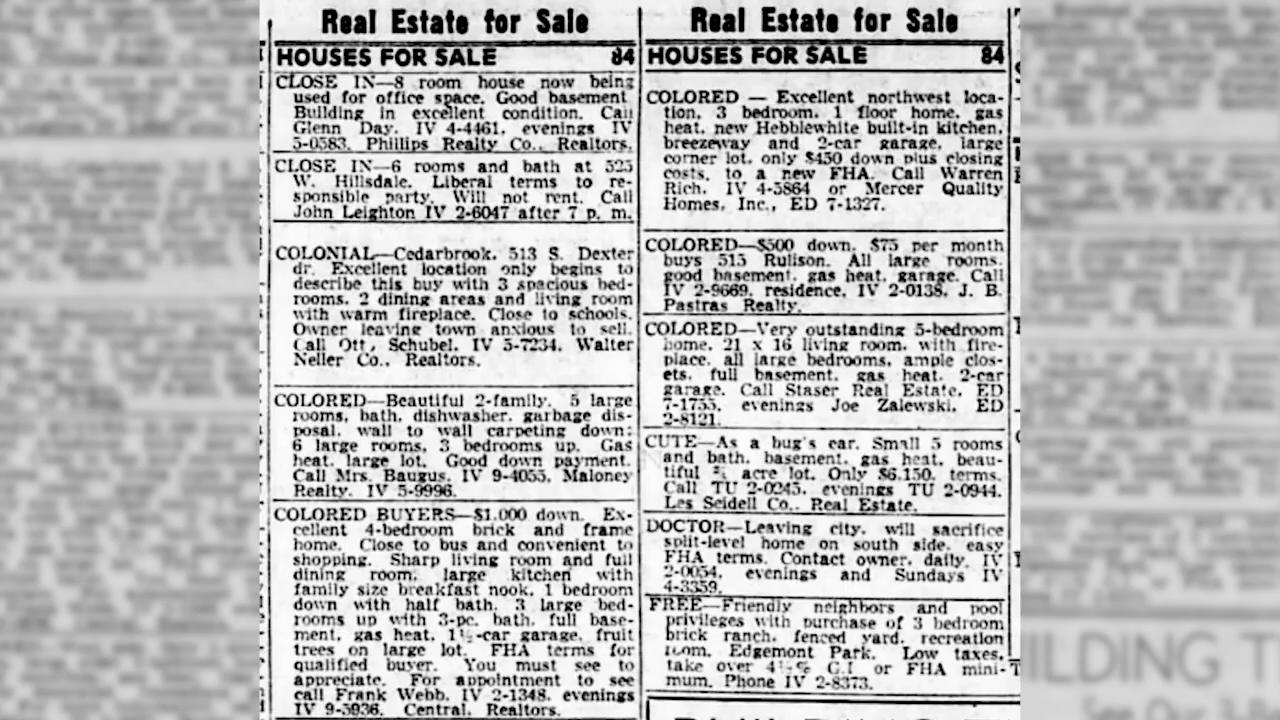 Real Estate for Sale
HOUSES FOR SALE 84
CLOSE IN—8 room house now being
used for office space. Good basement
Building in excellent condition. Call
Glenn Day. IV 4-4461, evenings IV
5-0583. Phillips Realty Co., Realtors.
CLOSE IN—6 rooms and bath at 525
W. Hillsdale. Liberal terms to re-
sponsible party. Will not rent. Call
John Leighton IV 2-6047 after 7 p. m.
COLONIAL—Cedarbrook, 513 S. Dexter
dr. Excellent location only begins to
describe this buy with 3 spacious bed-
rooms, 2 dining areas and living room
with warm fireplace. Close to schools.
Owner leaving town anxious to sell.
Call Ott, Schubel, IV 5-7234, Walter
Neller Co., Realtors.
COLORED—Beautiful 2-family. 5 large
rooms, bath, dishwasher, garbage dis-
posal, wall to wall carpeting down;
6 large rooms, 3 bedrooms up. Gas
heat, large lot. Good down payment.
Call Mrs. Baugus, IV 9-4055, Maloney
Realty. IV 5-9996.
COLORED BUYERS—$1,000 down. Ex-
cellent 4-bedroom brick and frame
home. Close to bus and convenient to
shopping. Sharp living room and full
dining room, large kitchen with
family size breakfast nook, 1 bedroom
down with half bath, 3 large bed-
rooms up with 3-pc. bath, full base-
ment, gas heat, 1½-car garage, fruit
trees on large lot. FHA terms for
qualified buyer. You must see to
appreciate. For appointment to see
call Frank Webb, IV 2-1348, evenings
IV 9-5936. Central, Realtors.
Real Estate for Sale
HOUSES FOR SALE 84
COLORED — Excellent northwest loca-
tion, 3 bedroom, 1 floor home, gas
heat, new Hebblewhite built-in kitchen,
breezeway and 2-car garage, large
corner lot, only $450 down plus closing
costs, to a new FHA. Call Warren
Rich, IV 4-5864 or Mercer Quality
Homes, Inc., ED 7-1327.
COLORED—$500 down, $75 per month
buys 515 Rulison. All large rooms,
good basement, gas heat, garage. Call
IV 2-9669, residence, IV 2-0138, J. B.
Pastras Realty.
COLORED—Very outstanding 5-bedroom
home, 21 x 16 living room, with fire-
place, all large bedrooms, ample clos-
ets, full basement, gas heat, 2-car
garage. Call Staser Real Estate, ED
7-1755, evenings Joe Zalewski, ED
2-8121.
CUTE—As a bug's ear. Small 5 rooms
and bath, basement, gas heat, beau-
tiful acre lot. Only $6,150, terms.
Call TU 2-0245, evenings TU 2-0944.
Les Seidell Co., Real Estate.
DOCTOR—Leaving city, will sacrifice
split-level home on south side, easy
FHA terms. Contact owner, daily, IV
2-0054, evenings and Sundays IV
4-3359.
FREE—Friendly neighbors and pool
privileges with purchase of 3 bedroom
brick ranch, fenced yard, recreation
room, Edgemont Park. Low taxes,
take over 4½% G.I. or FHA mini-
mum. Phone IV 2-8373.
ILDING T